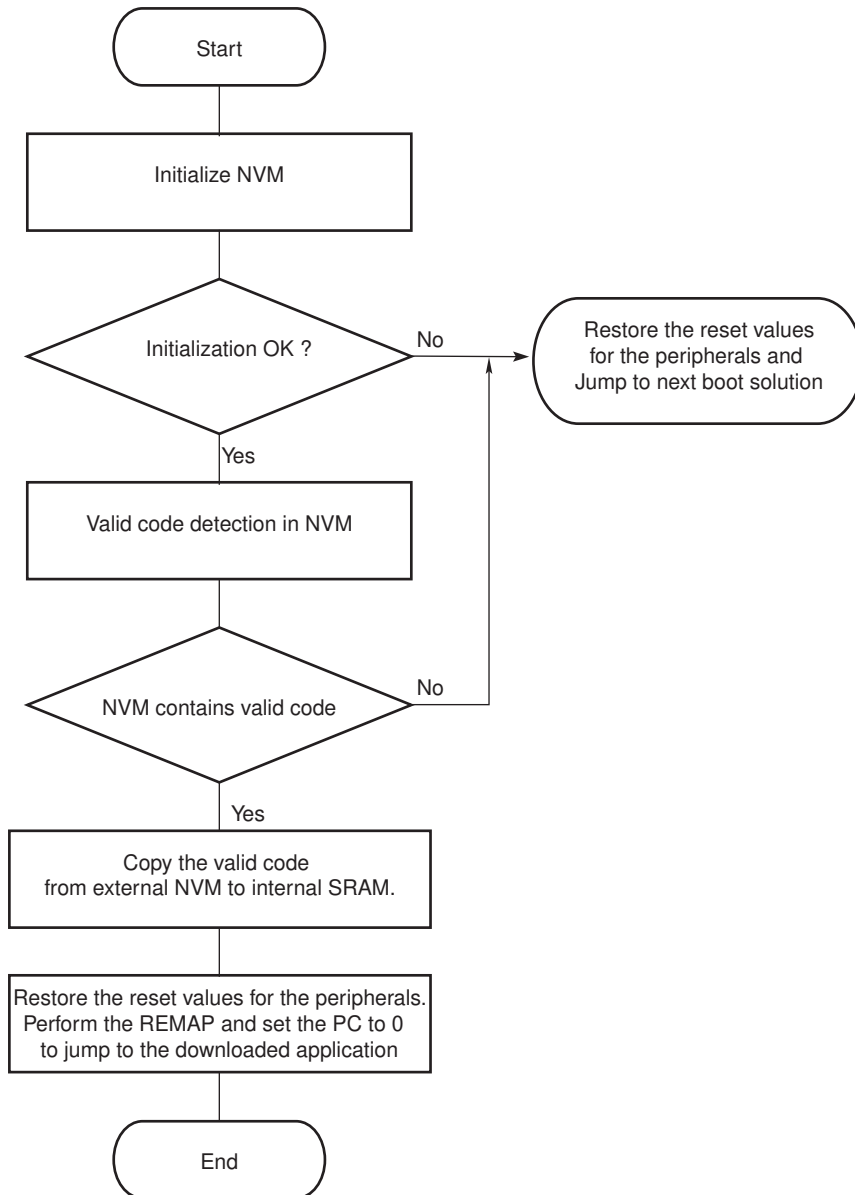 Start
Initialize NVM
Initialization OK ?
No
Restore the reset values
for the peripherals and
Jump to next boot solution
Yes
Valid code detection in NVM
NVM contains valid code
No
Yes
Copy the valid code
from external NVM to internal SRAM.
Restore the reset values for the peripherals.
Perform the REMAP and set the PC to 0
to jump to the downloaded application
End